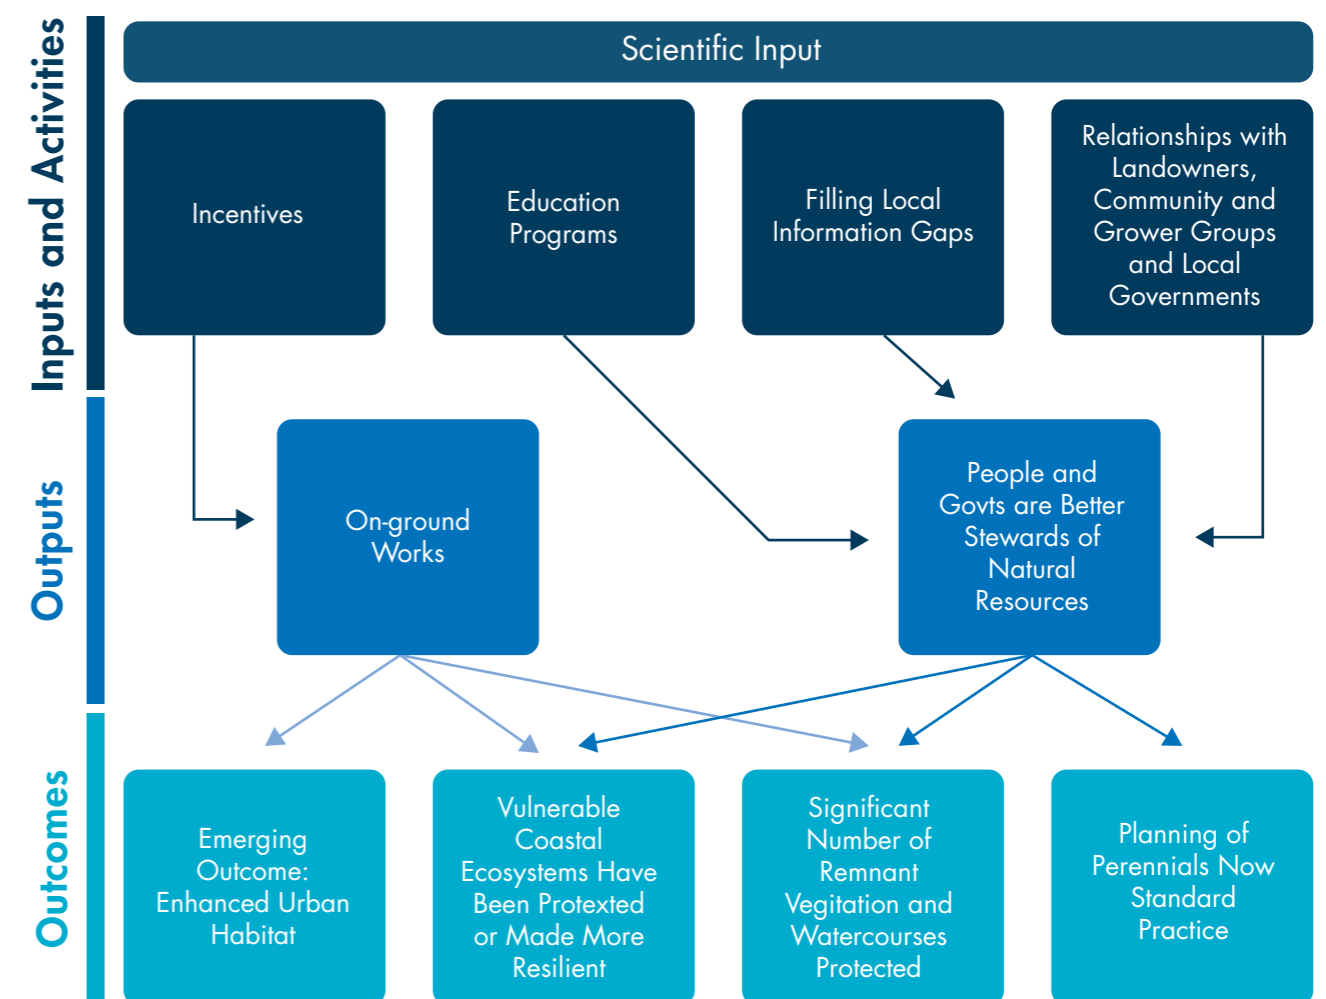 Inputs and Activities
Scientific Input
Incentives
Education
Programs
Filling Local
Information Gaps
Relationships with
Landowners,
Community and
Grower Groups
and Local
Governments
Outputs
On-ground
Works
People and
Govts are Better
Stewards of
Natural
Resources
Outcomes
Emerging
Outcome:
Enhanced Urban
Habitat
Vulnerable
Coastal
Ecosystems Have
Been Protexted
or Made More
Resilient
Significant
Number of
Remnant
Vegitation and
Watercourses
Protected
Planning of
Perennials Now
Standard
Practice